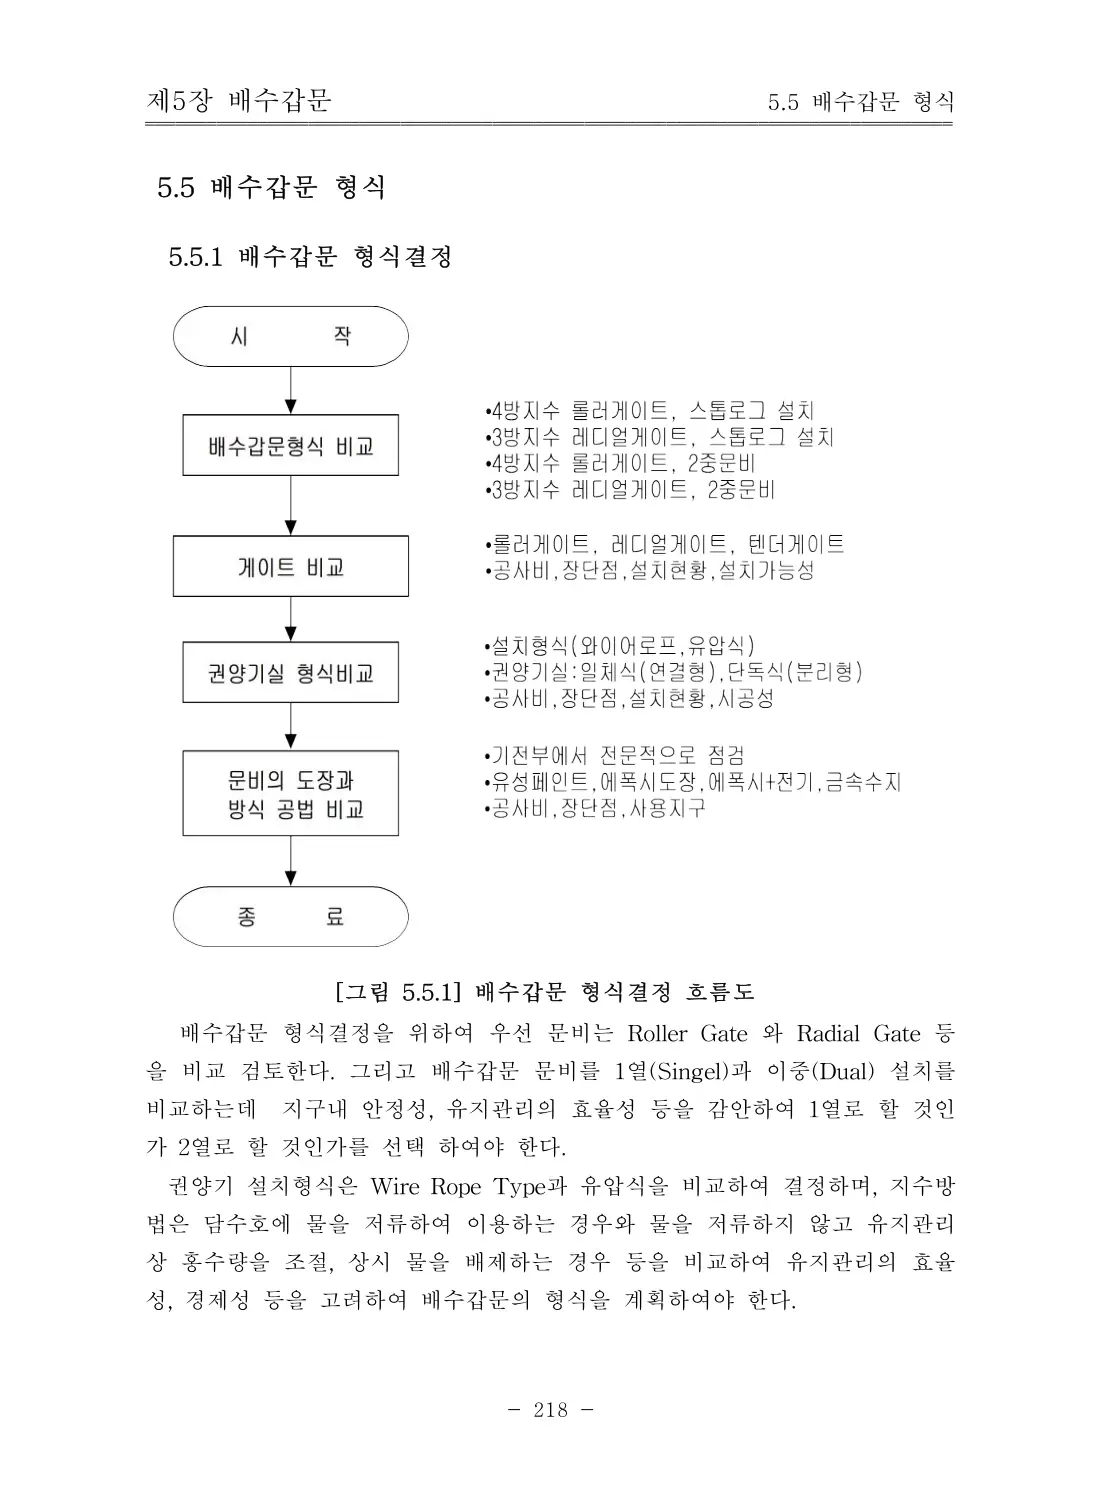 제5장 배수갑문
5.5 배수갑문 형식
5.5 배수갑문 형식
5.5.1 배수갑문 형식결정
시 작
배수갑문형식 비교
•4방지수 롤러게이트, 스톱로그 설치
•3방지수 레디얼게이트, 스톱로그 설치
•4방지수 롤러게이트, 2중문비
•3방지수 레디얼게이트, 2중문비
게이트 비교
•롤러게이트, 레디얼게이트, 텐더게이트
•공사비,장단점,설치현황,설치가능성
권양기실 형식비교
•설치형식(와이어로프,유압식)
•권양기실:일체식(연결형),단독식(분리형)
•공사비,장단점,설치현황,시공성
문비의 도장과
방식 공법 비교
•기전부에서 전문적으로 점검
•유성페인트,에폭시도장,에폭시+전기,금속수지
•공사비,장단점,사용지구
종 료
[그림 5.5.1] 배수갑문 형식결정 흐름도
배수갑문 형식결정을 위하여 우선 문비는 Roller Gate 와 Radial Gate 등
을 비교 검토한다. 그리고 배수갑문 문비를 1열(Singel)과 이중(Dual) 설치를
비교하는데 지구내 안정성, 유지관리의 효율성 등을 감안하여 1열로 할 것인
가 2열로 할 것인가를 선택 하여야 한다.
권양기 설치형식은 Wire Rope Type과 유압식을 비교하여 결정하며, 지수방
법은 담수호에 물을 저류하여 이용하는 경우와 물을 저류하지 않고 유지관리
상 홍수량을 조절, 상시 물을 배제하는 경우 등을 비교하여 유지관리의 효율
성, 경제성 등을 고려하여 배수갑문의 형식을 계획하여야 한다.
- 218 -